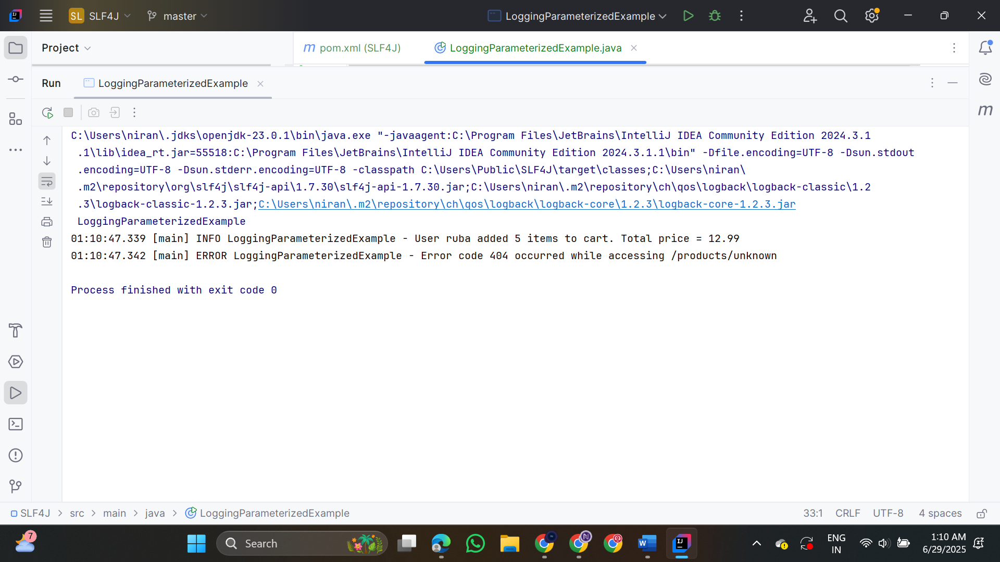 SL SLF4J master LoggingParameterizedExample
Project
pom.xml (SLF4J) LoggingParameterizedExample.java
Run LoggingParameterizedExample
C:\Users\niran\.jdks\openjdk-23.0.1\bin\java.exe "-javaagent:C:\Program Files\JetBrains\IntelliJ IDEA Community Edition 2024.3.1
.1\lib\idea_rt.jar=55518:C:\Program Files\JetBrains\IntelliJ IDEA Community Edition 2024.3.1.1\bin" -Dfile.encoding=UTF-8 -Dsun.stdout
.encoding=UTF-8 -Dsun.stderr.encoding=UTF-8 -classpath C:\Users\Public\SLF4J\target\classes;C:\Users\niran\
.m2\repository\org\slf4j\slf4j-api\1.7.30\slf4j-api-1.7.30.jar;C:\Users\niran\.m2\repository\ch\qos\logback\logback-classic\1.2
.3\logback-classic-1.2.3.jar;C:\Users\niran\.m2\repository\ch\qos\logback\logback-core\1.2.3\logback-core-1.2.3.jar
LoggingParameterizedExample
01:10:47.339 [main] INFO LoggingParameterizedExample - User ruba added 5 items to cart. Total price = 12.99
01:10:47.342 [main] ERROR LoggingParameterizedExample - Error code 404 occurred while accessing /products/unknown
Process finished with exit code 0
SLF4J > src > main > java > LoggingParameterizedExample
33:1 CRLF UTF-8 4 spaces
7
Search
ENG
IN
1:10 AM
6/29/2025